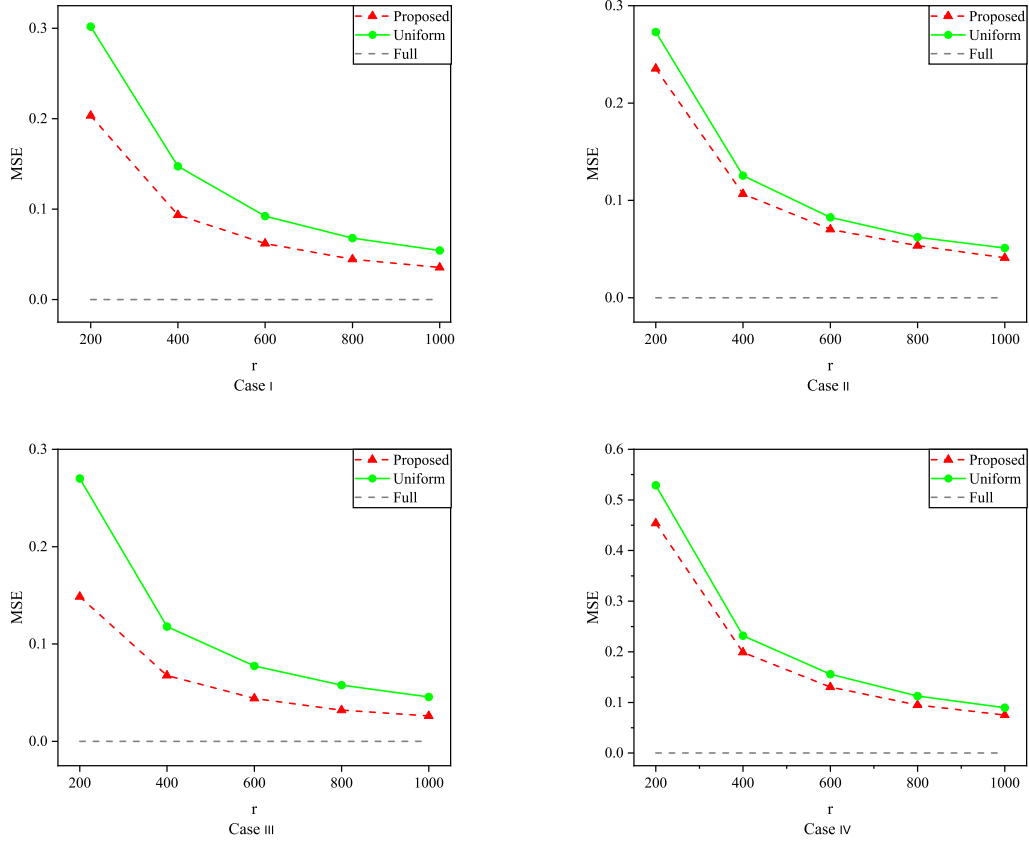 Proposed
Uniform
Full
0.3
0.2
0.1
0.0
MSE
200 400 600 800 1000
r
Case I
Proposed
Uniform
Full
0.3
0.2
0.1
0.0
MSE
200 400 600 800 1000
r
Case II
Proposed
Uniform
Full
0.3
0.2
0.1
0.0
MSE
200 400 600 800 1000
r
Case III
Proposed
Uniform
Full
0.6
0.5
0.4
0.3
0.2
0.1
0.0
MSE
200 400 600 800 1000
r
Case IV